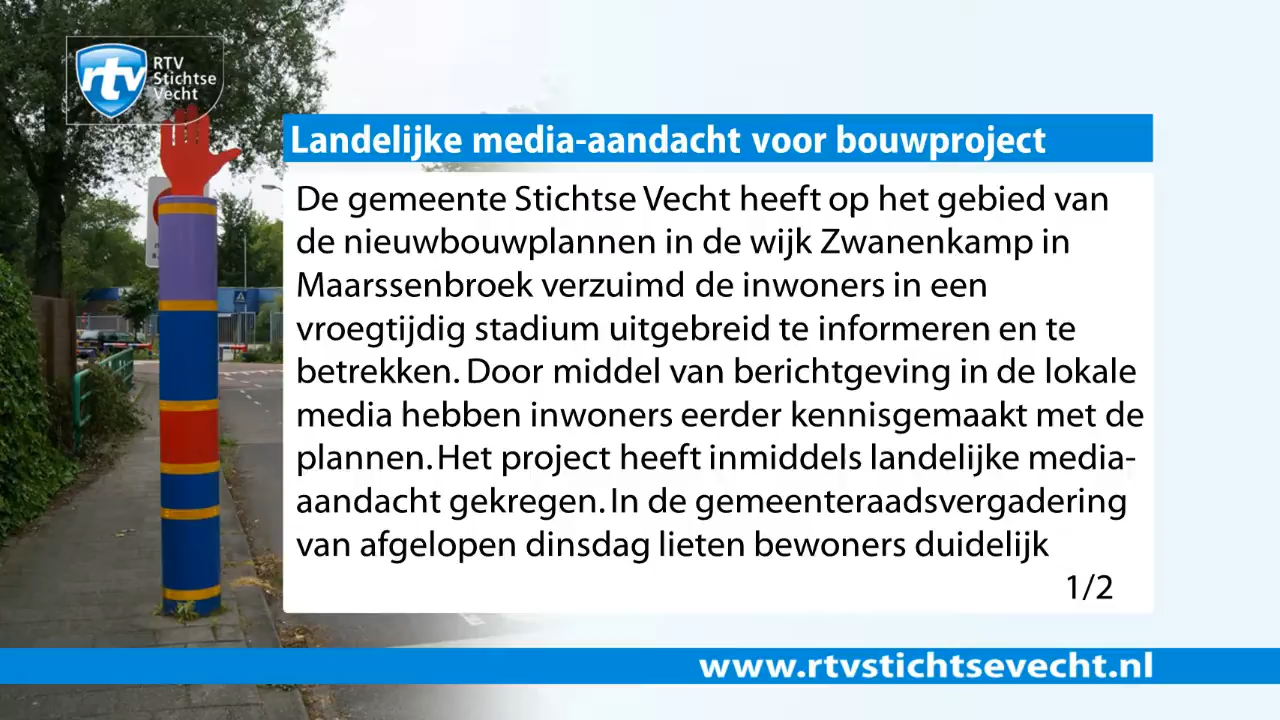 RTV
Stichtse
Vecht
rtv
Landelijke media-aandacht voor bouwproject
De gemeente Stichtse Vecht heeft op het gebied van
de nieuwbouwplannen in de wijk Zwanenkamp in
Maarssenbroek verzuimd de inwoners in een
vroegtijdig stadium uitgebreid te informeren en te
betrekken. Door middel van berichtgeving in de lokale
media hebben inwoners eerder kennisgemaakt met de
plannen. Het project heeft inmiddels landelijke media-
aandacht gekregen. In de gemeenteraadsvergadering
van afgelopen dinsdag lieten bewoners duidelijk
1/2
www.rtvstichtsevecht.nl